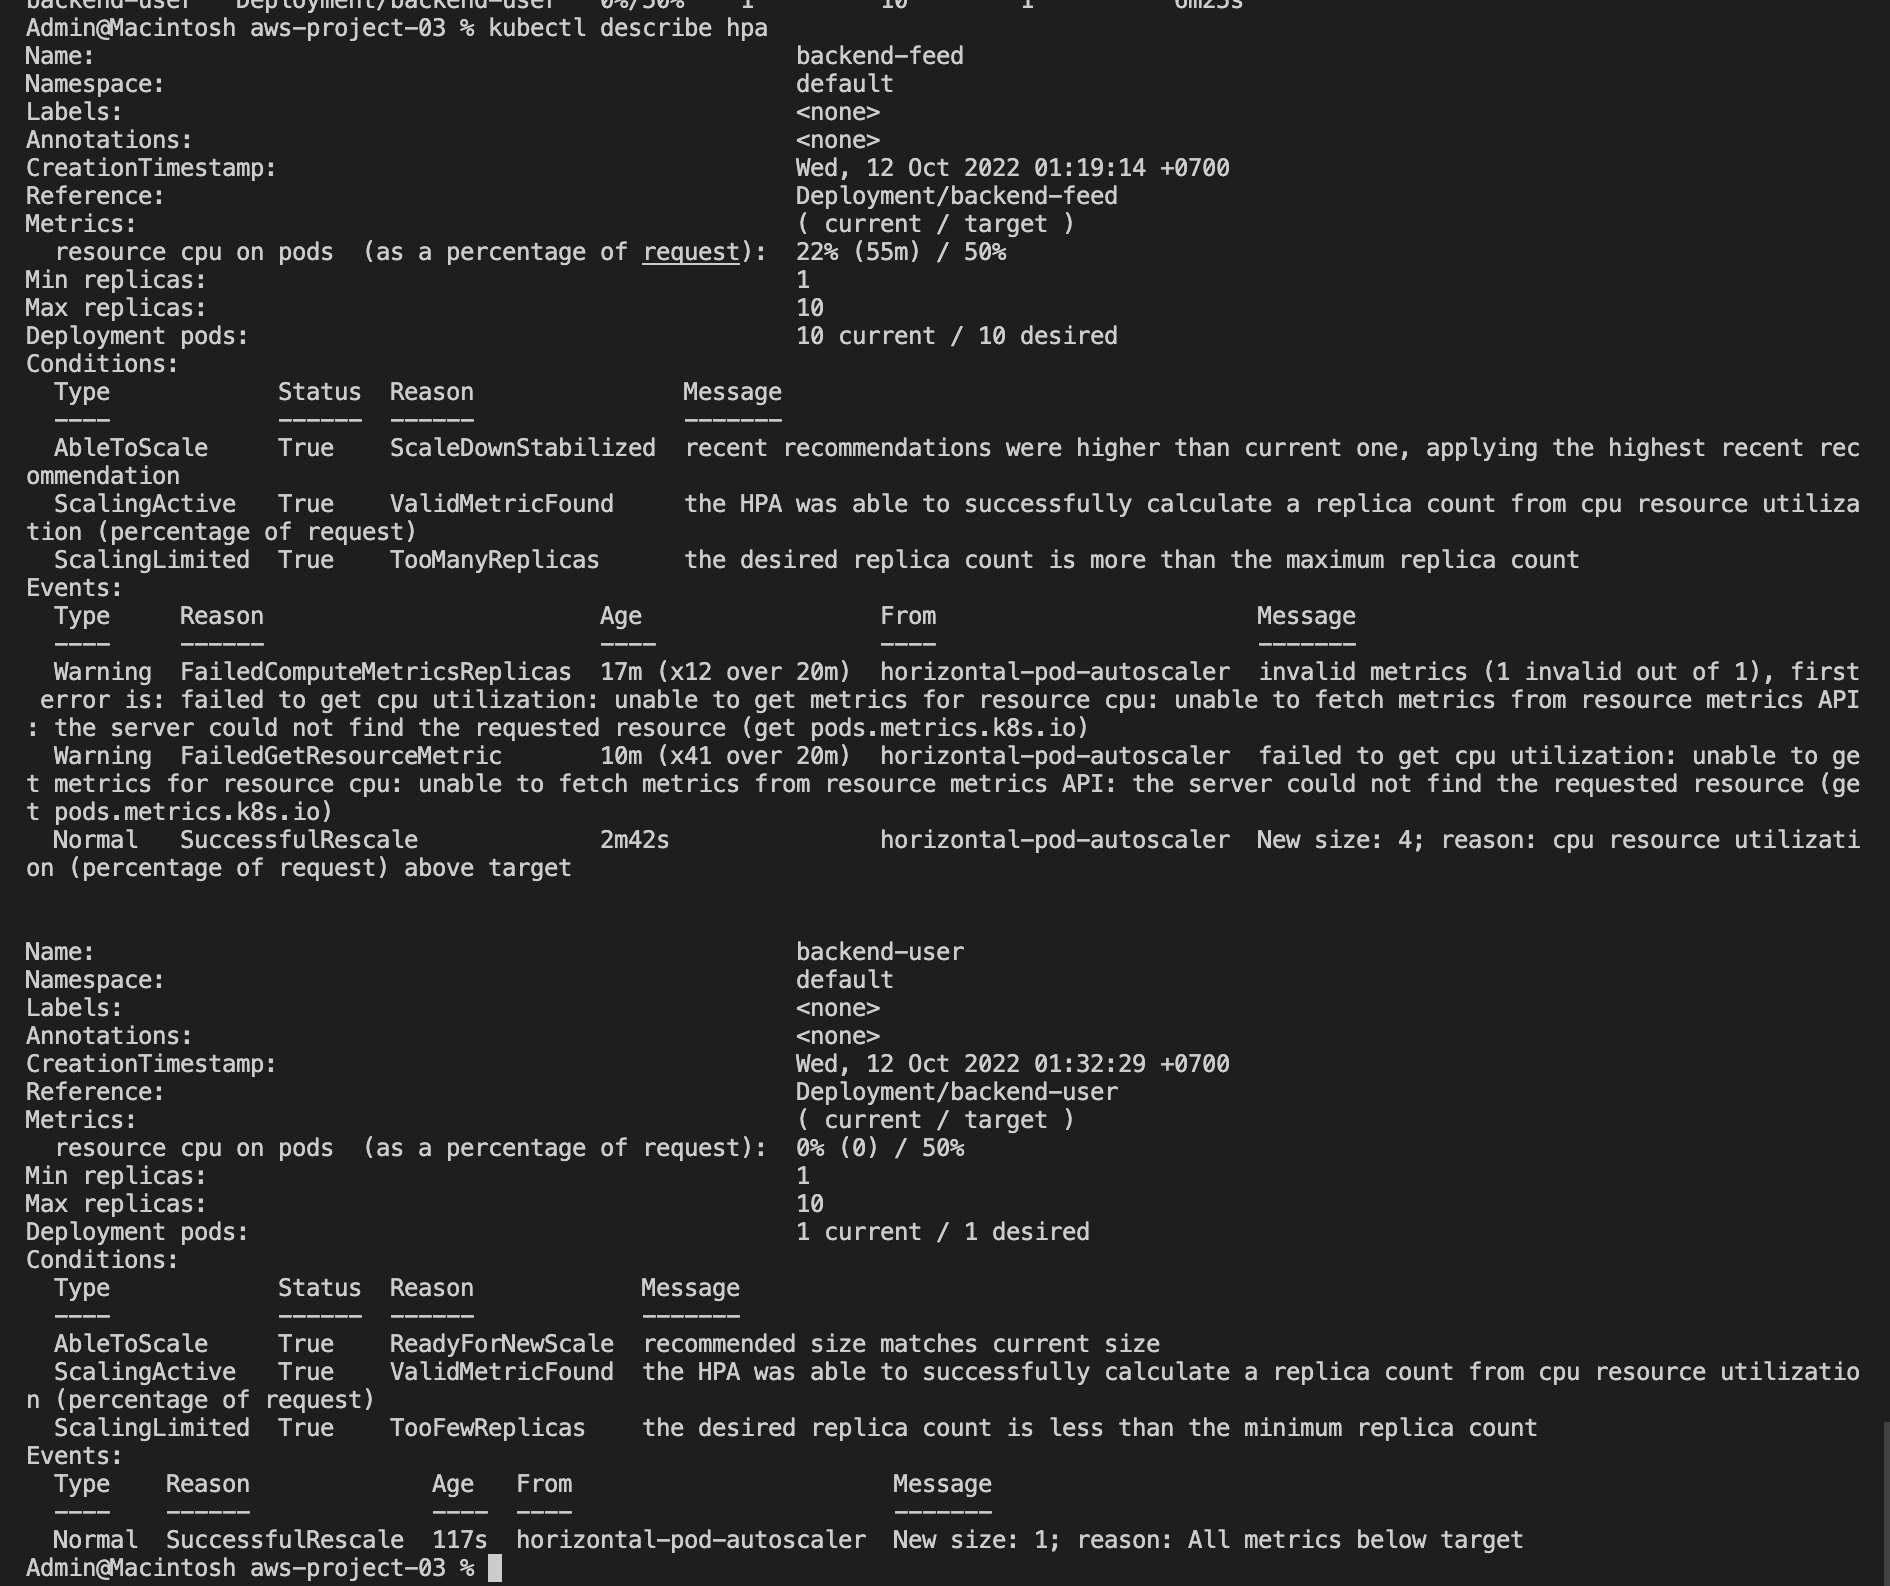 backend-user   Deployment/backend-user   0%/50%    1         10        1          6m25s
Admin@Macintosh aws-project-03 % kubectl describe hpa
Name:                                                  backend-feed
Namespace:                                             default
Labels:                                                <none>
Annotations:                                           <none>
CreationTimestamp:                                     Wed, 12 Oct 2022 01:19:14 +0700
Reference:                                             Deployment/backend-feed
Metrics:                                               ( current / target )
  resource cpu on pods  (as a percentage of request):  22% (55m) / 50%
Min replicas:                                          1
Max replicas:                                          10
Deployment pods:                                       10 current / 10 desired
Conditions:
  Type            Status  Reason               Message
  ----            ------  ------               -------
  AbleToScale     True    ScaleDownStabilized  recent recommendations were higher than current one, applying the highest recent rec
ommendation
  ScalingActive   True    ValidMetricFound     the HPA was able to successfully calculate a replica count from cpu resource utiliza
tion (percentage of request)
  ScalingLimited  True    TooManyReplicas      the desired replica count is more than the maximum replica count
Events:
  Type     Reason                        Age                 From                       Message
  ----     ------                        ----                ----                       -------
  Warning  FailedComputeMetricsReplicas  17m (x12 over 20m)  horizontal-pod-autoscaler  invalid metrics (1 invalid out of 1), first
 error is: failed to get cpu utilization: unable to get metrics for resource cpu: unable to fetch metrics from resource metrics API
: the server could not find the requested resource (get pods.metrics.k8s.io)
  Warning  FailedGetResourceMetric       10m (x41 over 20m)  horizontal-pod-autoscaler  failed to get cpu utilization: unable to ge
t metrics for resource cpu: unable to fetch metrics from resource metrics API: the server could not find the requested resource (ge
t pods.metrics.k8s.io)
  Normal   SuccessfulRescale             2m42s               horizontal-pod-autoscaler  New size: 4; reason: cpu resource utilizati
on (percentage of request) above target
Name:                                                  backend-user
Namespace:                                             default
Labels:                                                <none>
Annotations:                                           <none>
CreationTimestamp:                                     Wed, 12 Oct 2022 01:32:29 +0700
Reference:                                             Deployment/backend-user
Metrics:                                               ( current / target )
  resource cpu on pods  (as a percentage of request):  0% (0) / 50%
Min replicas:                                          1
Max replicas:                                          10
Deployment pods:                                       1 current / 1 desired
Conditions:
  Type            Status  Reason            Message
  ----            ------  ------            -------
  AbleToScale     True    ReadyForNewScale  recommended size matches current size
  ScalingActive   True    ValidMetricFound  the HPA was able to successfully calculate a replica count from cpu resource utilizatio
n (percentage of request)
  ScalingLimited  True    TooFewReplicas    the desired replica count is less than the minimum replica count
Events:
  Type    Reason             Age   From                       Message
  ----    ------             ----  ----                       -------
  Normal  SuccessfulRescale  117s  horizontal-pod-autoscaler  New size: 1; reason: All metrics below target
Admin@Macintosh aws-project-03 %